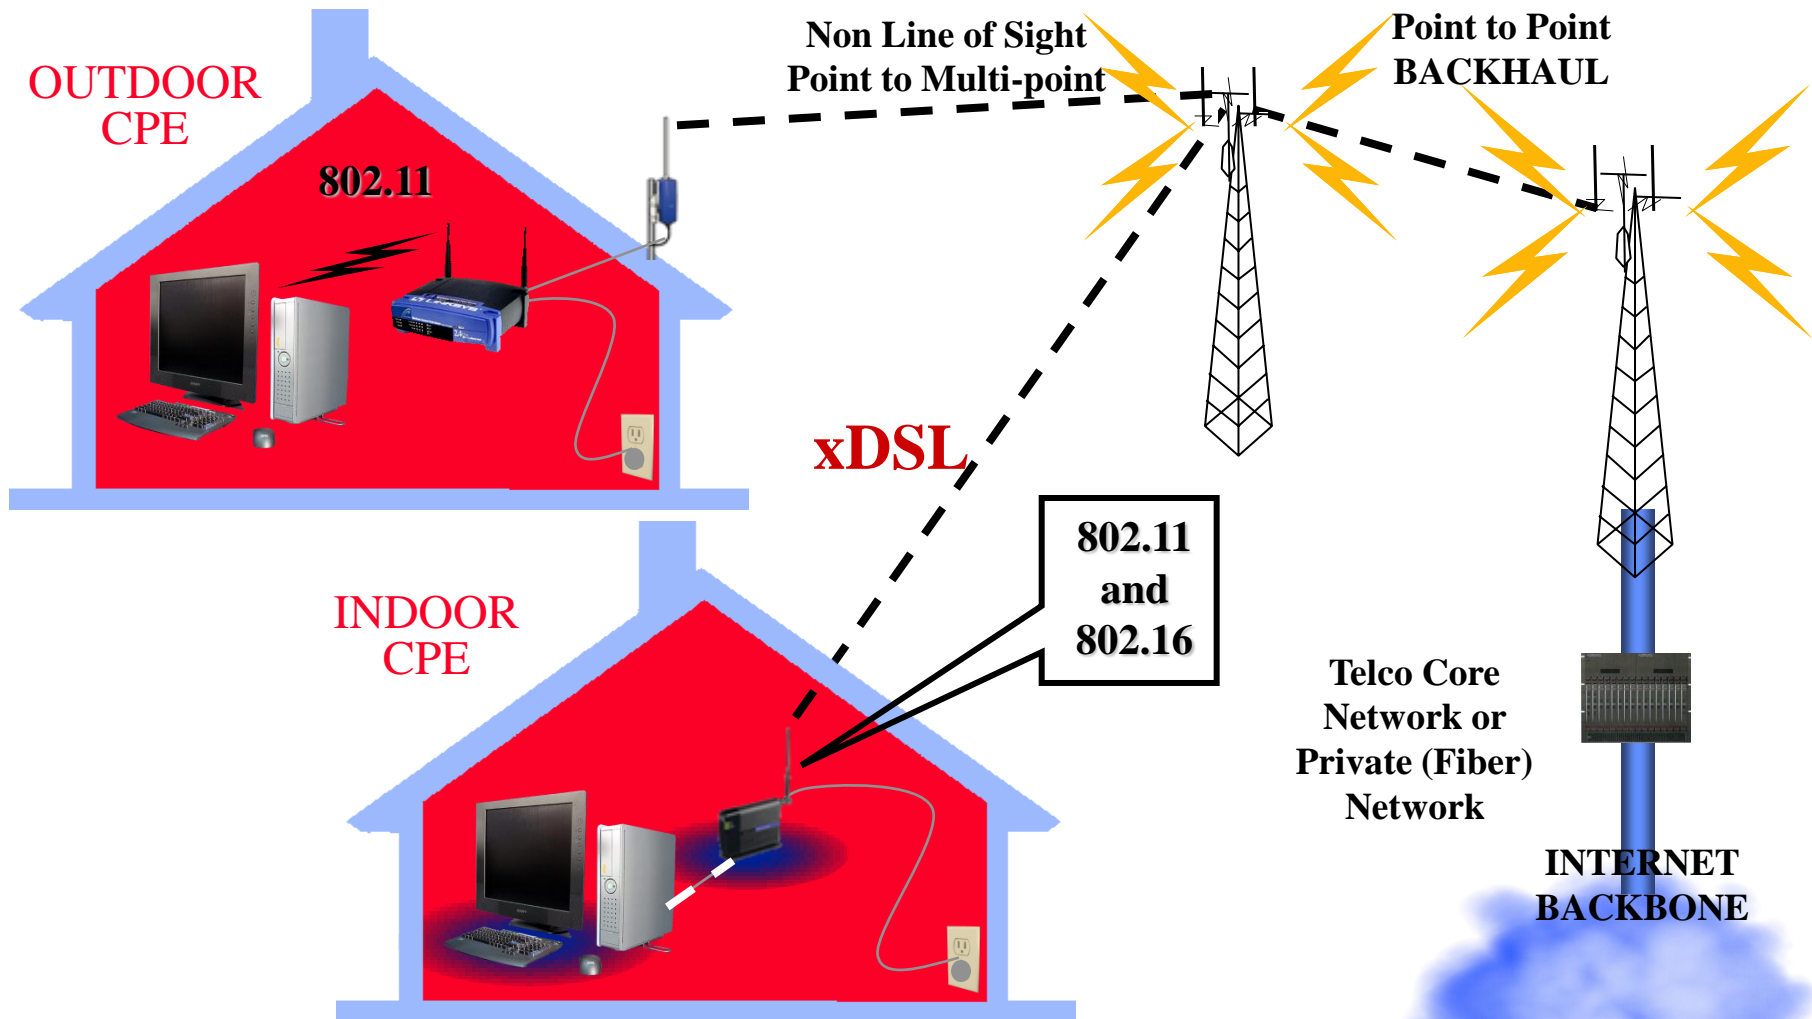 OUTDOOR
CPE
802.11
LINKSYS
Non Line of Sight
Point to Multi-point
Point to Point
BACKHAUL
xDSL
802.11
and
802.16
INDOOR
CPE
Telco Core
Network or
Private (Fiber)
Network
INTERNET
BACKBONE